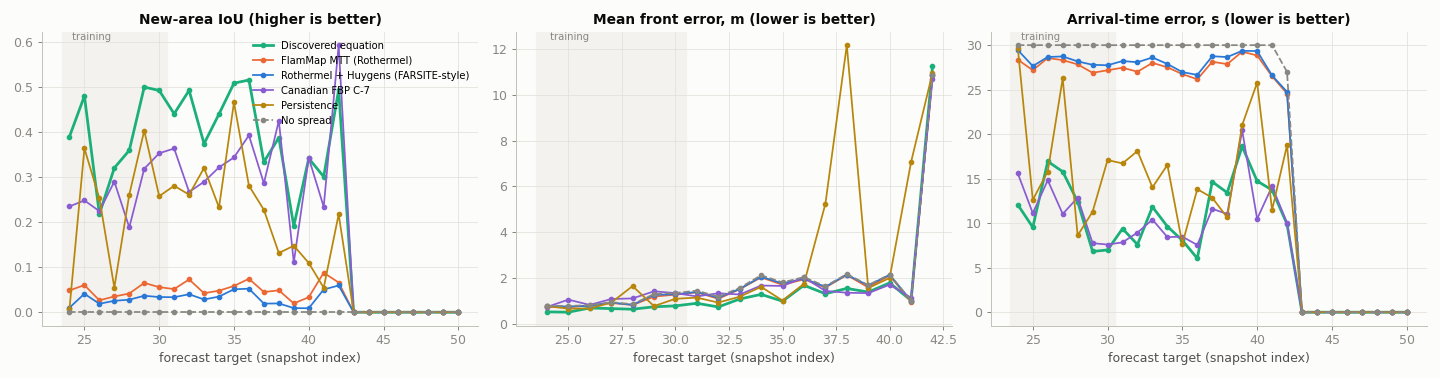 New-area IoU (higher is better)
training
Discovered equation
FlamMap MTT (Rothermel)
Rothermel + Huygens (FARSITE-style)
Canadian FBP C-7
Persistence
No spread
0.6
0.5
0.4
0.3
0.2
0.1
0.0
25 30 35 40 45 50
forecast target (snapshot index)
Mean front error, m (lower is better)
training
12
10
8
6
4
2
0
25.0 27.5 30.0 32.5 35.0 37.5 40.0 42.5
forecast target (snapshot index)
Arrival-time error, s (lower is better)
training
30
25
20
15
10
5
0
25 30 35 40 45 50
forecast target (snapshot index)